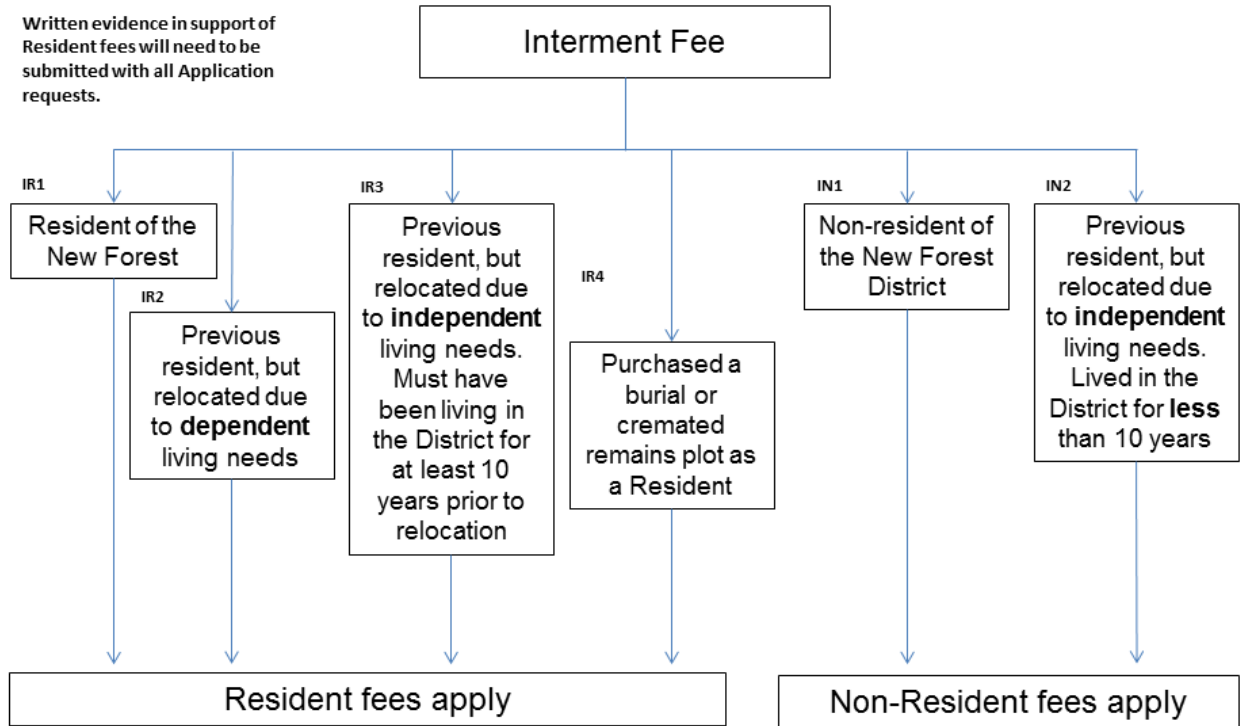 Written evidence in support of
Resident fees will need to be
submitted with all Application
requests.
Interment Fee
IR1
Resident of the
New Forest
IR2
Previous
resident, but
relocated due
to dependent
living needs
IR3
Previous
resident, but
relocated due
to independent
living needs.
Must have
been living in
the District for
at least 10
years prior to
relocation
IR4
Purchased a
burial or
cremated
remains plot as
a Resident
IN1
Non-resident of
the New Forest
District
IN2
Previous
resident, but
relocated due
to independent
living needs.
Lived in the
District for less
than 10 years
Resident fees apply
Non-Resident fees apply